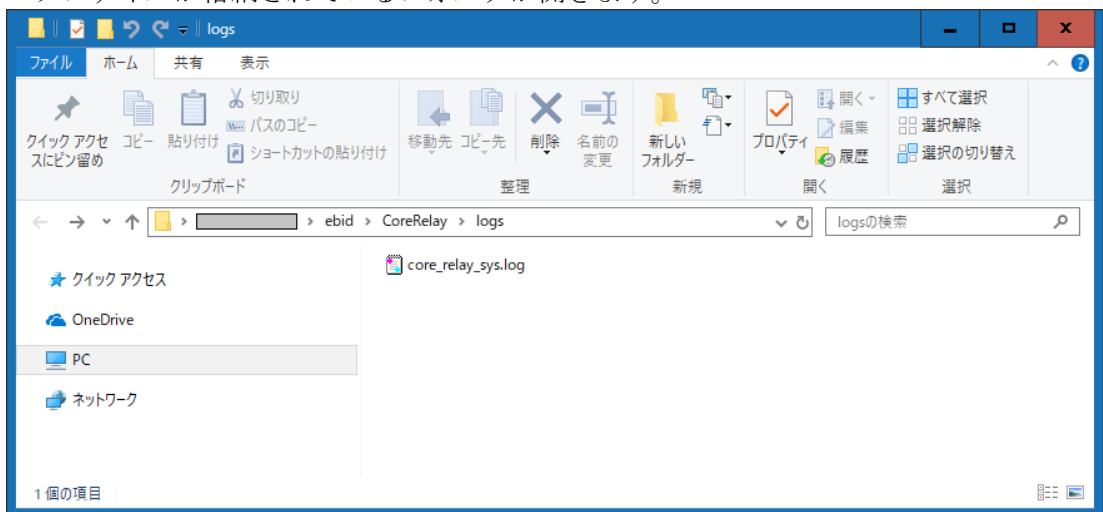 logs
ファイル ホーム 共有 表示
クイック アクセスにピン留め
コピー
貼り付け
切り取り
パスのコピー
ショートカットの貼り付け
クリップボード
移動先
コピー先
削除
名前の変更
整理
新しいフォルダー
新規
プロパティ
開く
編集
履歴
開く
すべて選択
選択解除
選択の切り替え
選択
ebid > CoreRelay > logs
logsの検索
クイック アクセス
OneDrive
PC
ネットワーク
core_relay_sys.log
1 個の項目